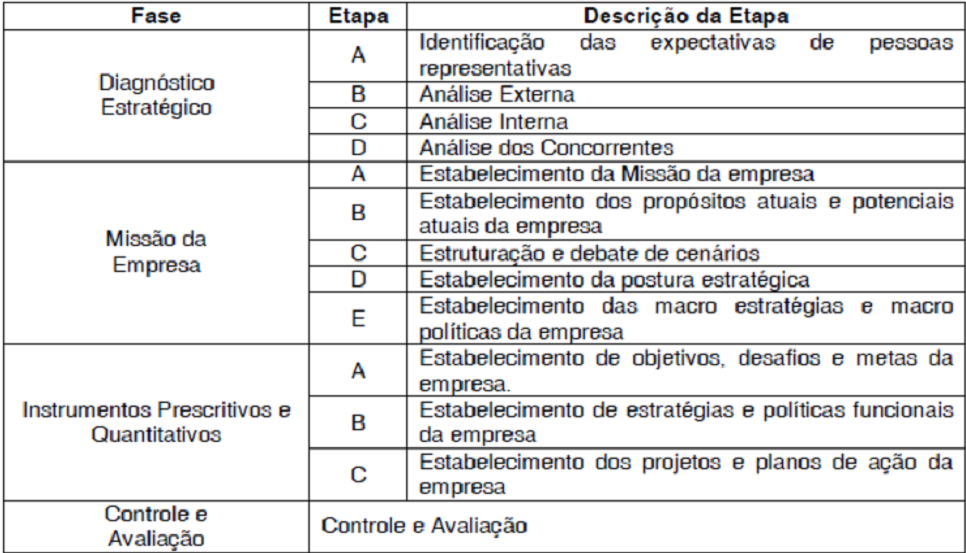 Fase Etapa Descrição da Etapa
Diagnóstico
Estratégico
A
Identificação das expectativas de pessoas
representativas
B Análise Externa
C Análise Interna
D Análise dos Concorrentes
Missão da
Empresa
A Estabelecimento da Missão da empresa
B
Estabelecimento dos propósitos atuais e potenciais
atuais da empresa
C Estruturação e debate de cenários
D Estabelecimento da postura estratégica
E
Estabelecimento das macro estratégias e macro
políticas da empresa
Instrumentos Prescritivos e
Quantitativos
A
Estabelecimento de objetivos, desafios e metas da
empresa.
B
Estabelecimento de estratégias e políticas funcionais
da empresa
C
Estabelecimento dos projetos e planos de ação da
empresa
Controle e
Avaliação
Controle e Avaliação